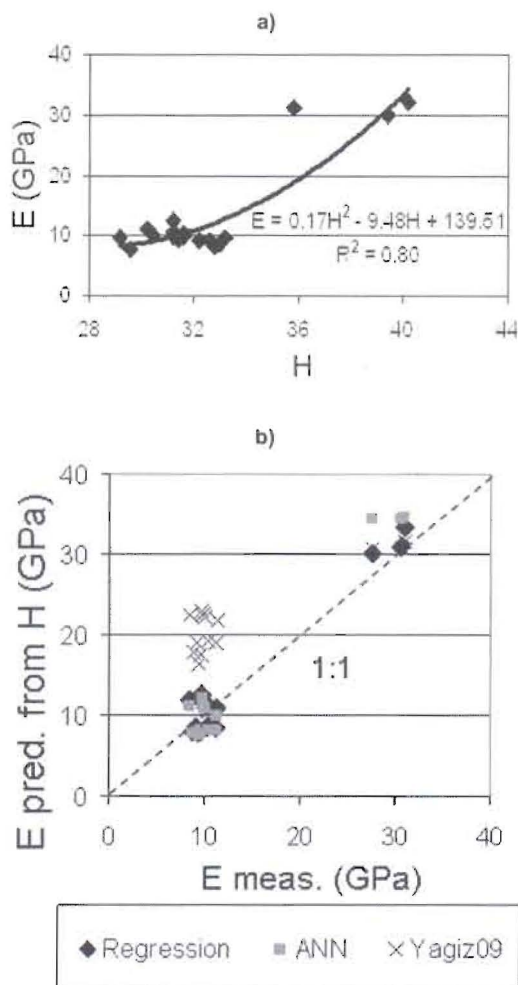 a)
40
30
20
10
0
E (GPa)
E = 0.17H² - 9.48H + 139.51
R² = 0.80
28 32 36 40 44
H
b)
40
30
20
10
0
E pred. from H (GPa)
1:1
0 10 20 30 40
E meas. (GPa)
Regression ANN Yagiz09